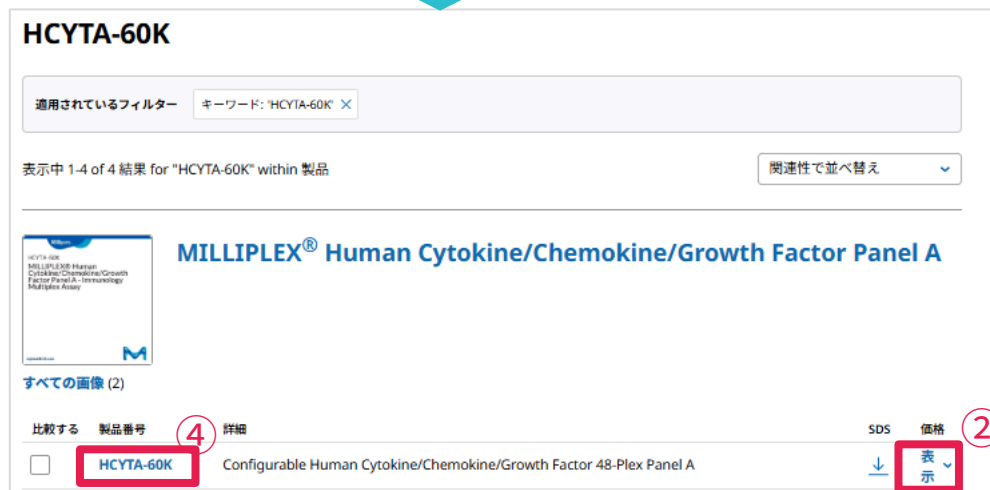 HCYTA-60K
適用されているフィルター キーワード: 'HCYTA-60K' ×
表示中 1-4 of 4 結果 for "HCYTA-60K" within 製品
関連性で並べ替え
MILLIPLEX® Human Cytokine/Chemokine/Growth Factor Panel A
HCYTA-60K
MILLIPLEX® Human
Cytokine/Chemokine/Growth
Factor Panel A - Immunology
Multiplex Assay
すべての画像 (2)
比較する 製品番号 ④ 詳細 SDS 価格 ②
HCYTA-60K Configurable Human Cytokine/Chemokine/Growth Factor 48-Plex Panel A 表
示